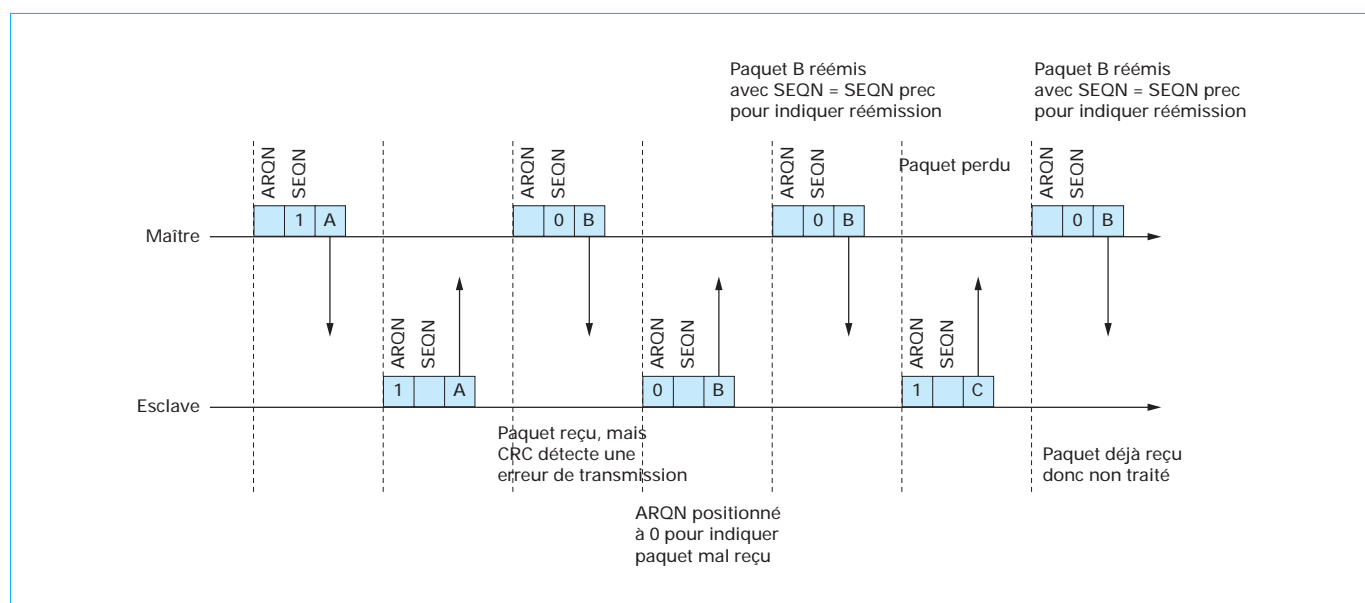 Paquet B réémis
avec SEQN = SEQN prec
pour indiquer réémission
Paquet B réémis
avec SEQN = SEQN prec
pour indiquer réémission
Paquet perdu
ARQN
SEQN
ARQN
SEQN
ARQN
SEQN
ARQN
SEQN
Maître
1 A
0 B
0 B
0 B
ARQN
SEQN
ARQN
SEQN
ARQN
SEQN
Esclave
1 A
0 B
1 C
Paquet reçu, mais
CRC détecte une
erreur de transmission
Paquet déjà reçu
donc non traité
ARQN positionné
à 0 pour indiquer
paquet mal reçu